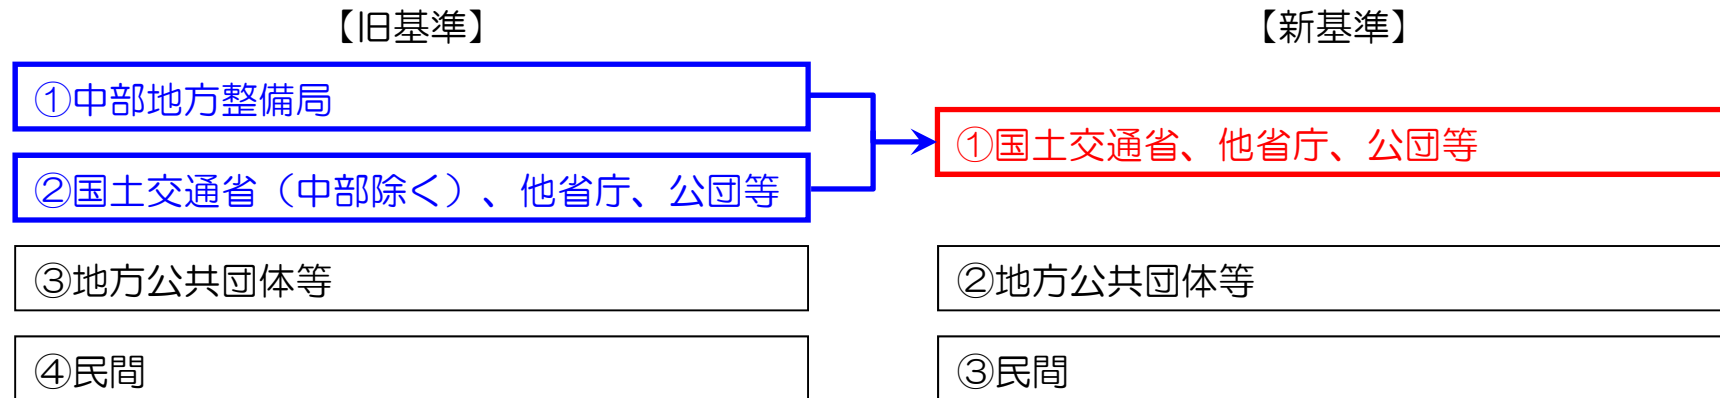 【旧基準】
①中部地方整備局
②国土交通省（中部除く）、他省庁、公団等
③地方公共団体等
④民間
【新基準】
①国土交通省、他省庁、公団等
②地方公共団体等
③民間